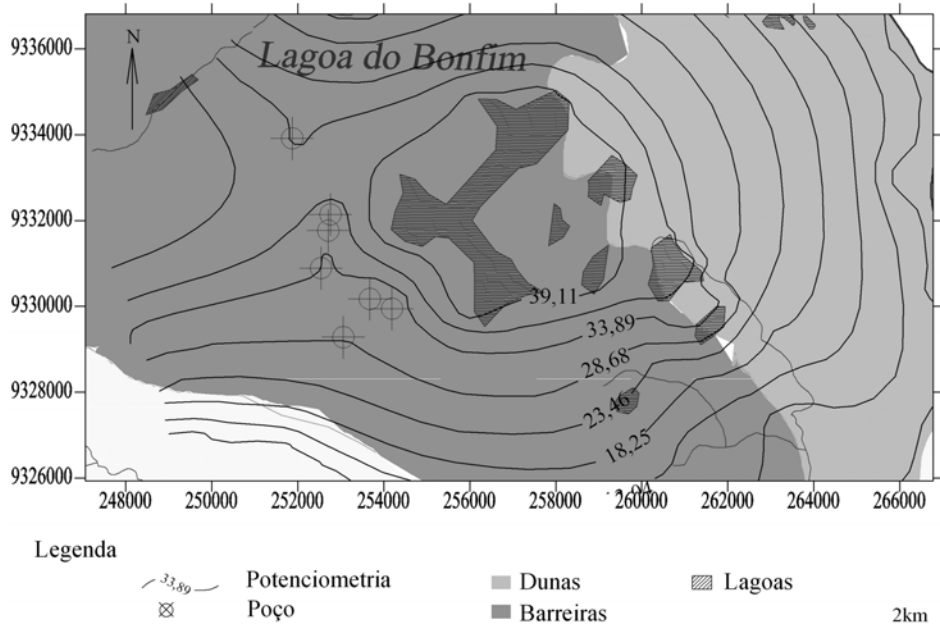 9336000
9334000
9332000
9330000
9328000
9326000
N
Lagoa do Bonfim
39,11
33,89
28,68
23,46
18,25
248000 250000 252000 254000 256000 258000 260000 262000 264000 266000
Legenda
33,89 Potenciometria
Poço
Dunas
Barreiras
Lagoas
2km